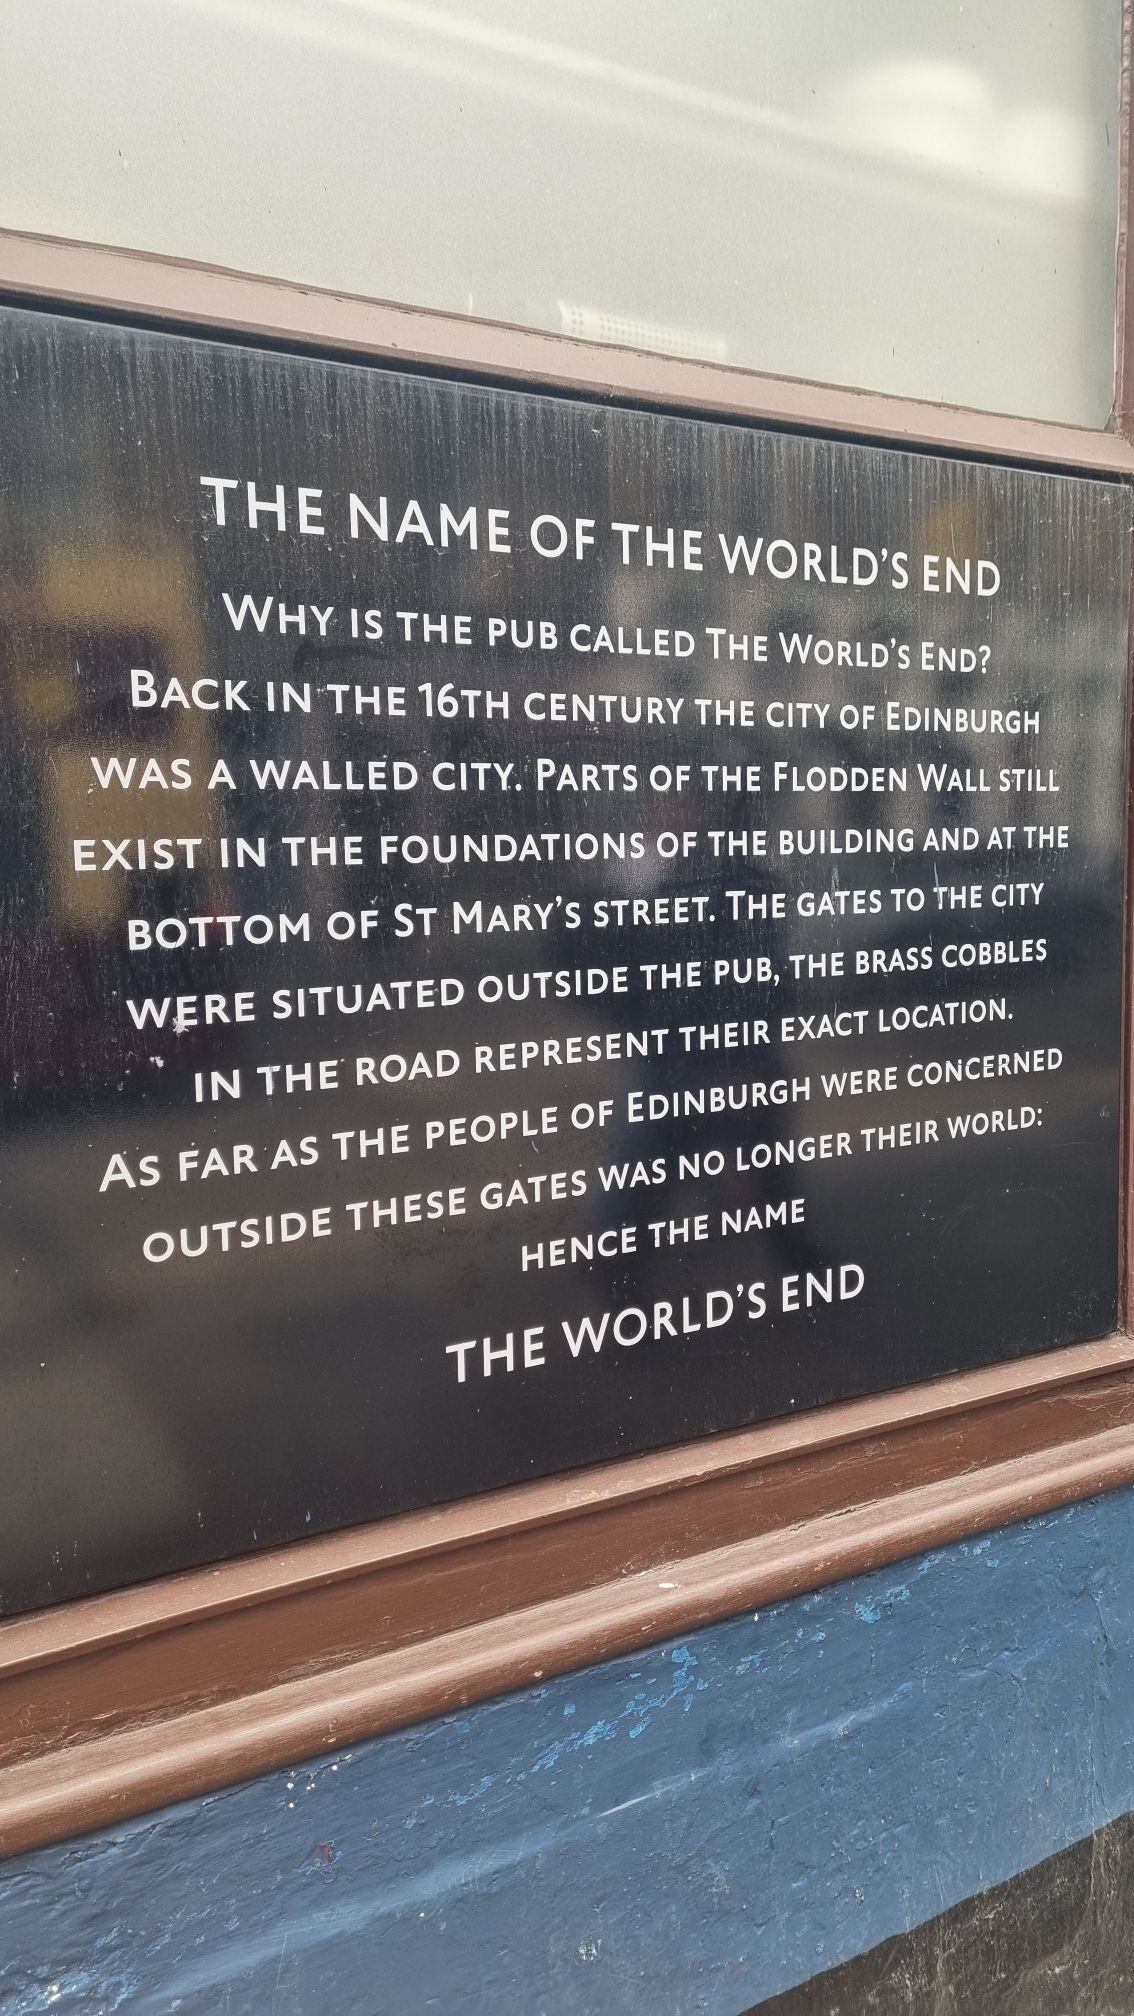 THE NAME OF THE WORLD'S END
WHY IS THE PUB CALLED THE WORLD'S END?
BACK IN THE 16TH CENTURY THE CITY OF EDINBURGH
WAS A WALLED CITY. PARTS OF THE FLODDEN WALL STILL
EXIST IN THE FOUNDATIONS OF THE BUILDING AND AT THE
BOTTOM OF ST MARY'S STREET. THE GATES TO THE CITY
WERE SITUATED OUTSIDE THE PUB, THE BRASS COBBLES
IN THE ROAD REPRESENT THEIR EXACT LOCATION.
AS FAR AS THE PEOPLE OF EDINBURGH WERE CONCERNED
OUTSIDE THESE GATES WAS NO LONGER THEIR WORLD:
HENCE THE NAME
THE WORLD'S END